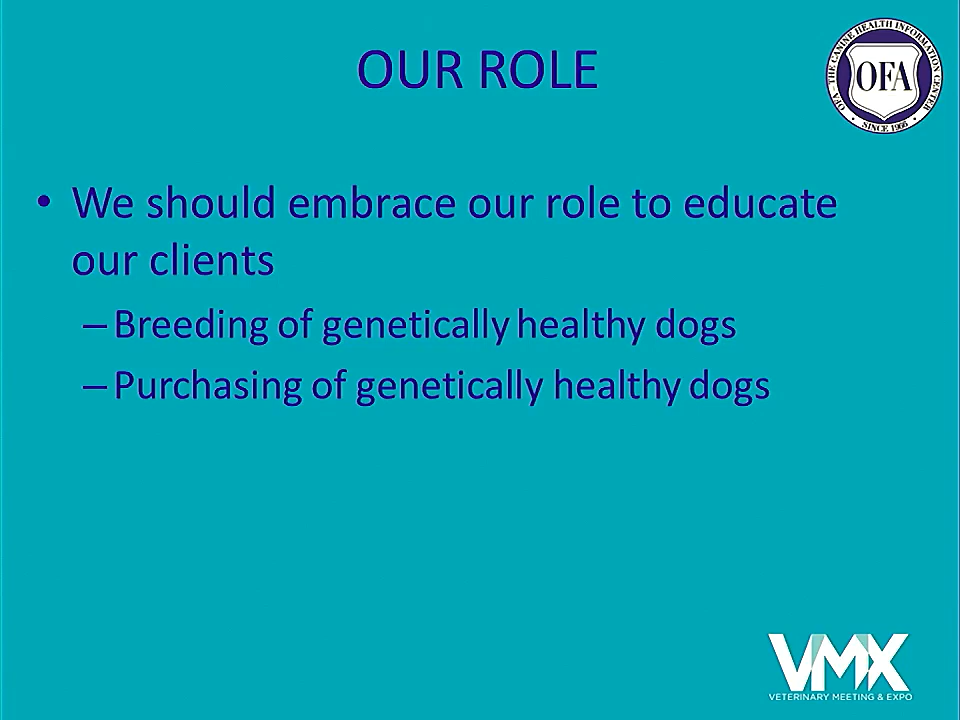 OUR ROLE
OFA – THE CANINE HEALTH INFORMATION CENTER
OFA
• SINCE 1966 •
• We should embrace our role to educate
our clients
– Breeding of genetically healthy dogs
– Purchasing of genetically healthy dogs
VMX
VETERINARY MEETING & EXPO